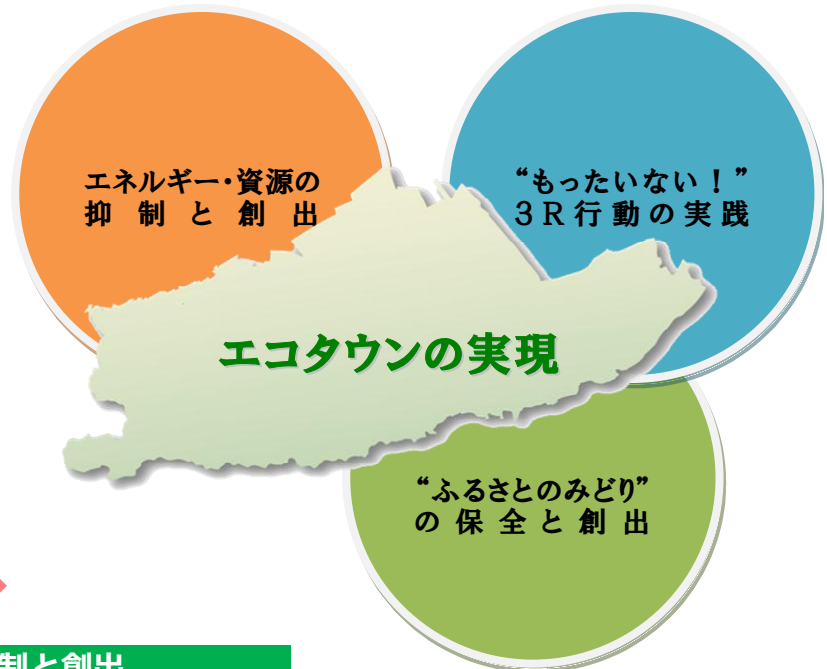 エネルギー・資源の
抑制と創出
“もったいない！”
３Ｒ行動の実践
エコタウンの実現
“ふるさとのみどり”
の保全と創出
制と創出